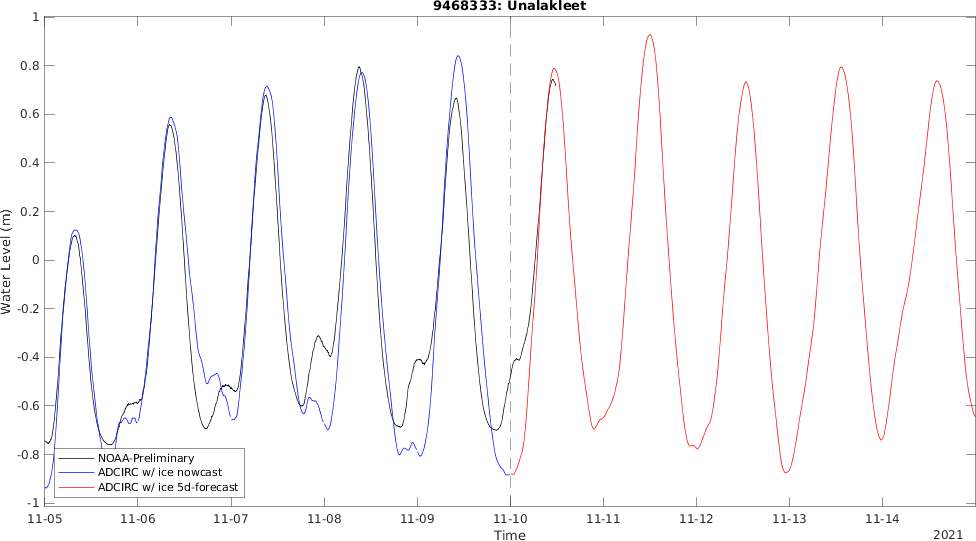 9468333: Unalakleet
1
0.8
0.6
0.4
0.2
0
-0.2
-0.4
-0.6
-0.8
-1
Water Level (m)
NOAA-Preliminary
ADCIRC w/ ice nowcast
ADCIRC w/ ice 5d-forecast
11-05 11-06 11-07 11-08 11-09 11-10 11-11 11-12 11-13 11-14
Time
2021